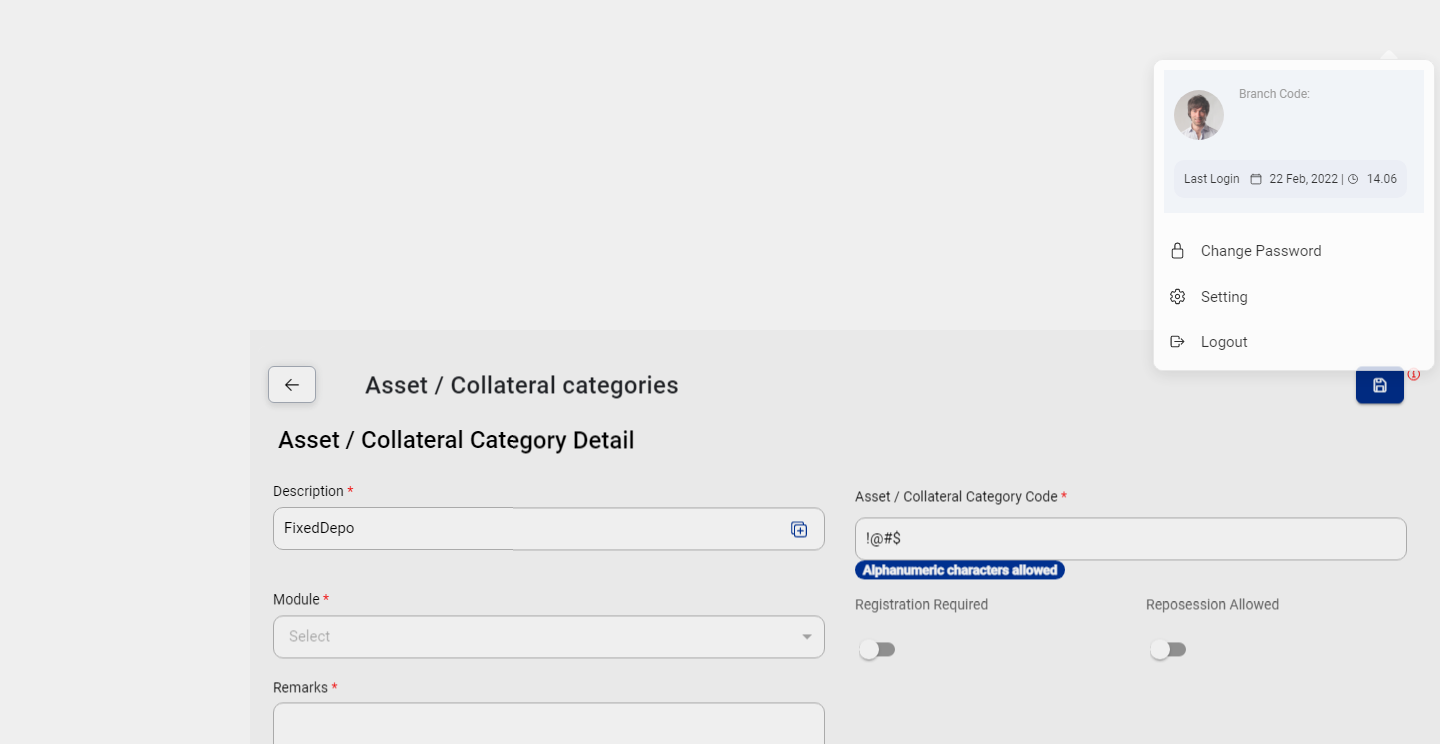 Branch Code:
Last Login 22 Feb, 2022 | 14.06
Change Password
Setting
Logout
Asset / Collateral categories
Asset / Collateral Category Detail
Description *
FixedDepo
Asset / Collateral Category Code *
!@#$
Alphanumeric characters allowed
Module *
Select
Registration Required
Reposession Allowed
Remarks *